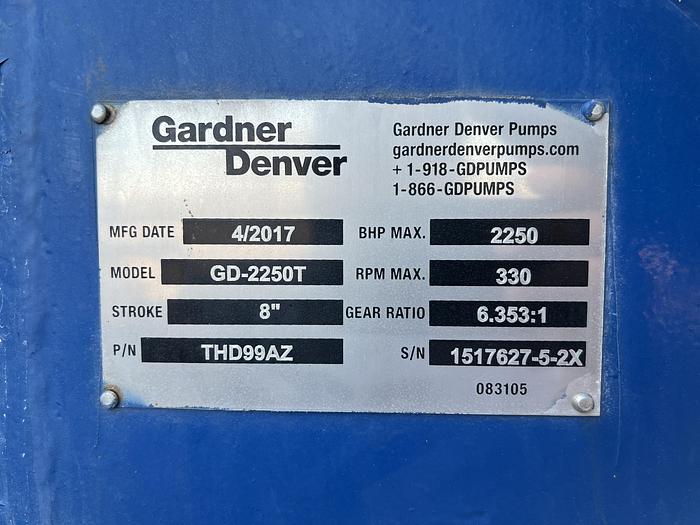 Gardner
Denver
Gardner Denver Pumps
gardnerdenverpumps.com
+ 1-918-GDPUMPS
1-866-GDPUMPS
MFG DATE 4/2017 BHP MAX. 2250
MODEL GD-2250T RPM MAX. 330
STROKE 8" GEAR RATIO 6.353:1
P/N THD99AZ S/N 1517627-5-2X
083105